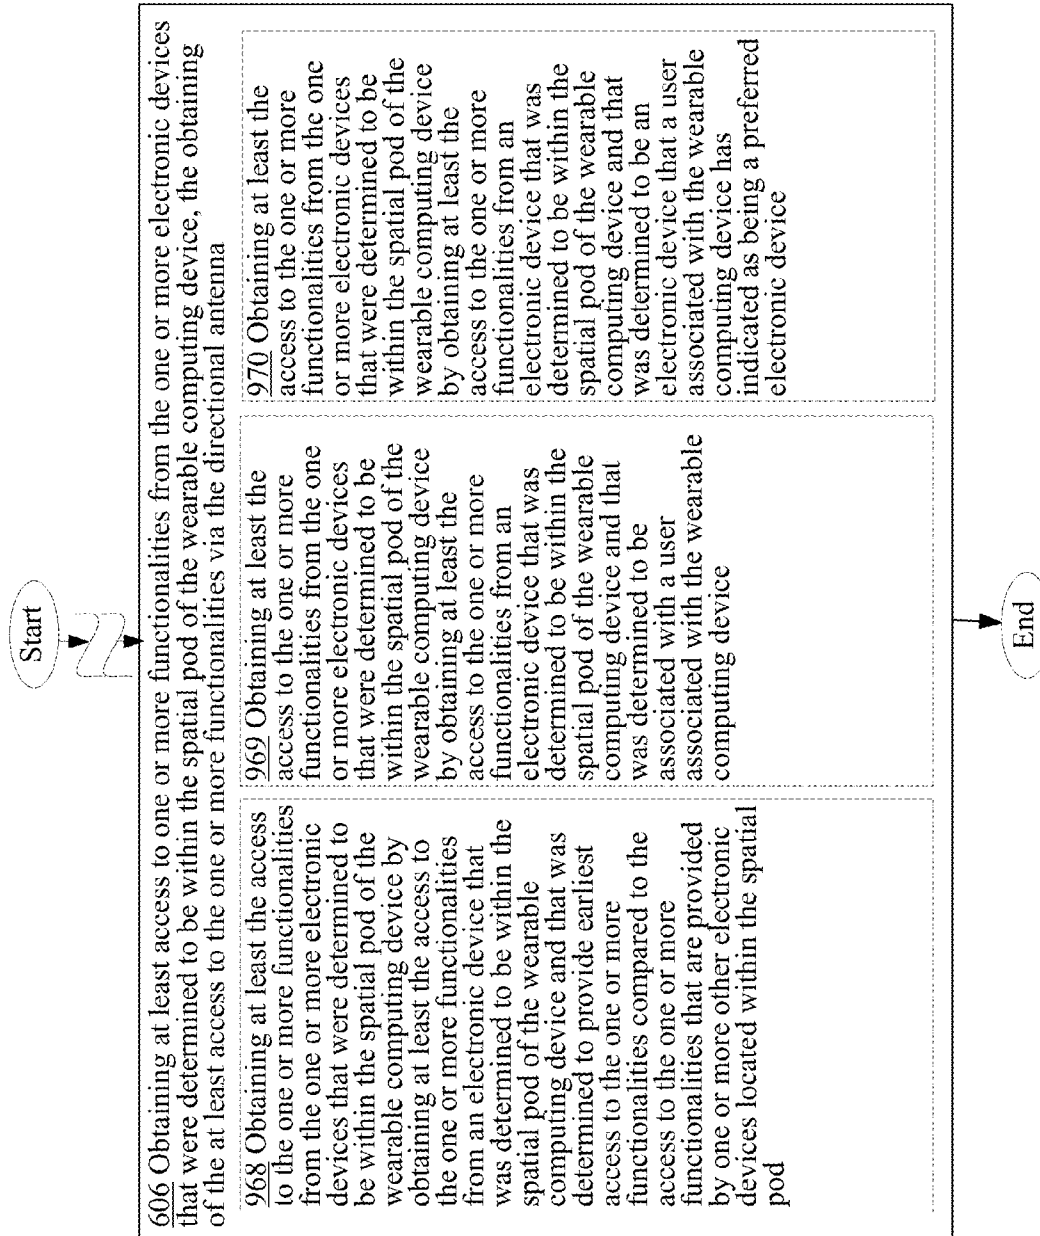 Start
606 Obtaining at least access to one or more functionalities from the one or more electronic devices
that were determined to be within the spatial pod of the wearable computing device, the obtaining
of the at least access to the one or more functionalities via the directional antenna
968 Obtaining at least the access
to the one or more functionalities
from the one or more electronic
devices that were determined to
be within the spatial pod of the
wearable computing device by
obtaining at least the access to
the one or more functionalities
from an electronic device that
was determined to be within the
spatial pod of the wearable
computing device and that was
determined to provide earliest
access to the one or more
functionalities compared to the
access to the one or more
functionalities that are provided
by one or more other electronic
devices located within the spatial
pod
969 Obtaining at least the
access to the one or more
functionalities from the one
or more electronic devices
that were determined to be
within the spatial pod of the
wearable computing device
by obtaining at least the
access to the one or more
functionalities from an
electronic device that was
determined to be within the
spatial pod of the wearable
computing device and that
was determined to be
associated with a user
associated with the wearable
computing device
970 Obtaining at least the
access to the one or more
functionalities from the one
or more electronic devices
that were determined to be
within the spatial pod of the
wearable computing device
by obtaining at least the
access to the one or more
functionalities from an
electronic device that was
determined to be within the
spatial pod of the wearable
computing device and that
was determined to be an
electronic device that a user
associated with the wearable
computing device has
indicated as being a preferred
electronic device
End